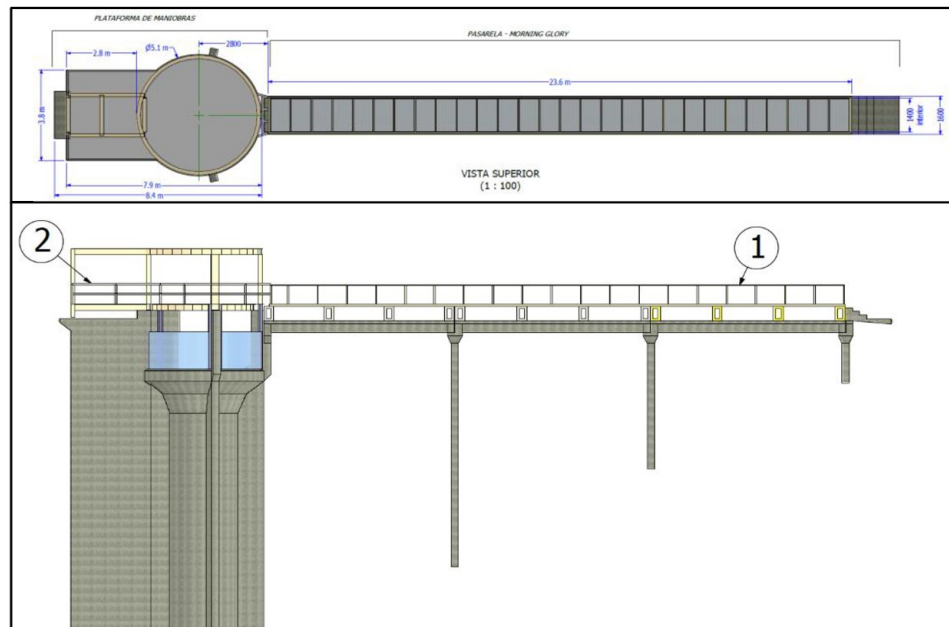 PLATAFORMA DE MANIOBRAS
PASARELA - MORNING GLORY
2.8 m
Ø5.1 m
2800
23.6 m
3.8 m
1400
interior
1600
7.9 m
8.4 m
VISTA SUPERIOR
(1 : 100)
2
1